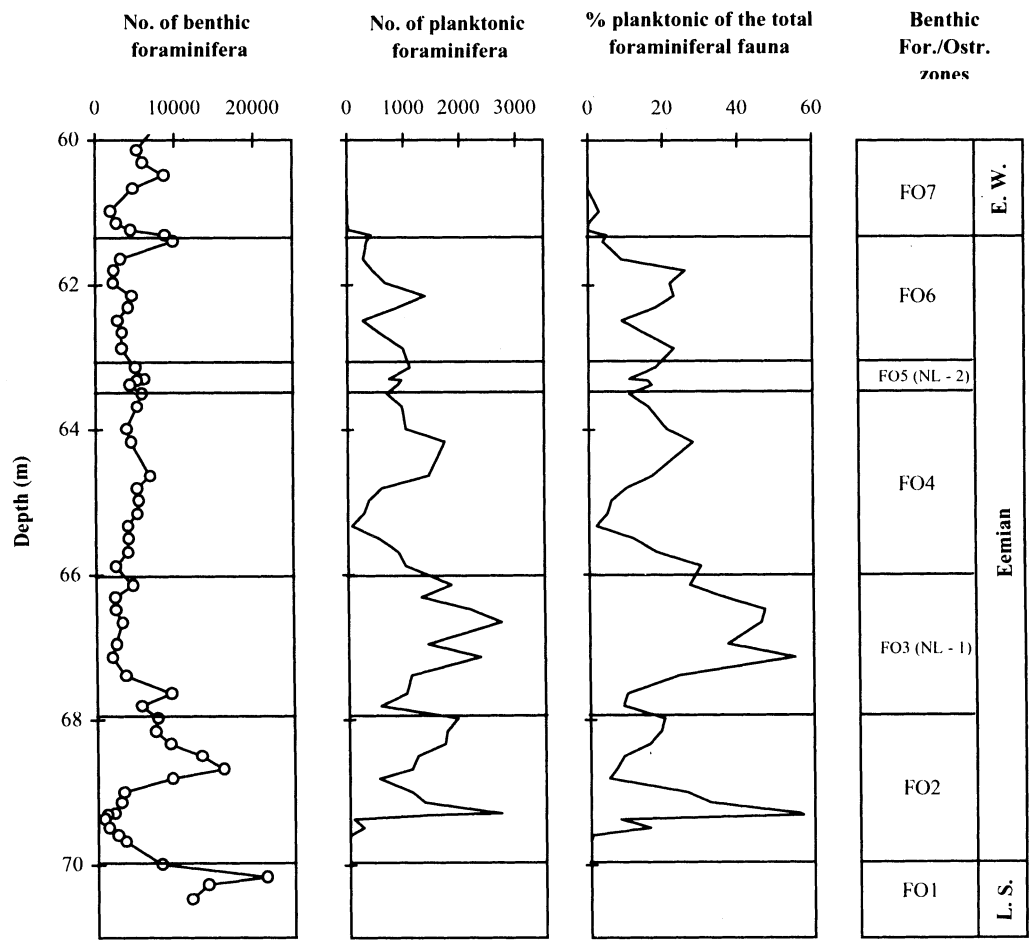 No. of benthic
foraminifera
No. of planktonic
foraminifera
% planktonic of the total
foraminiferal fauna
Benthic
For./Ostr.
zones
0 10000 20000
0 1000 2000 3000
0 20 40 60
60
62
64
66
68
70
Depth (m)
FO7
FO6
FO5 (NL - 2)
FO4
FO3 (NL - 1)
FO2
FO1
E. W.
Eemian
L. S.